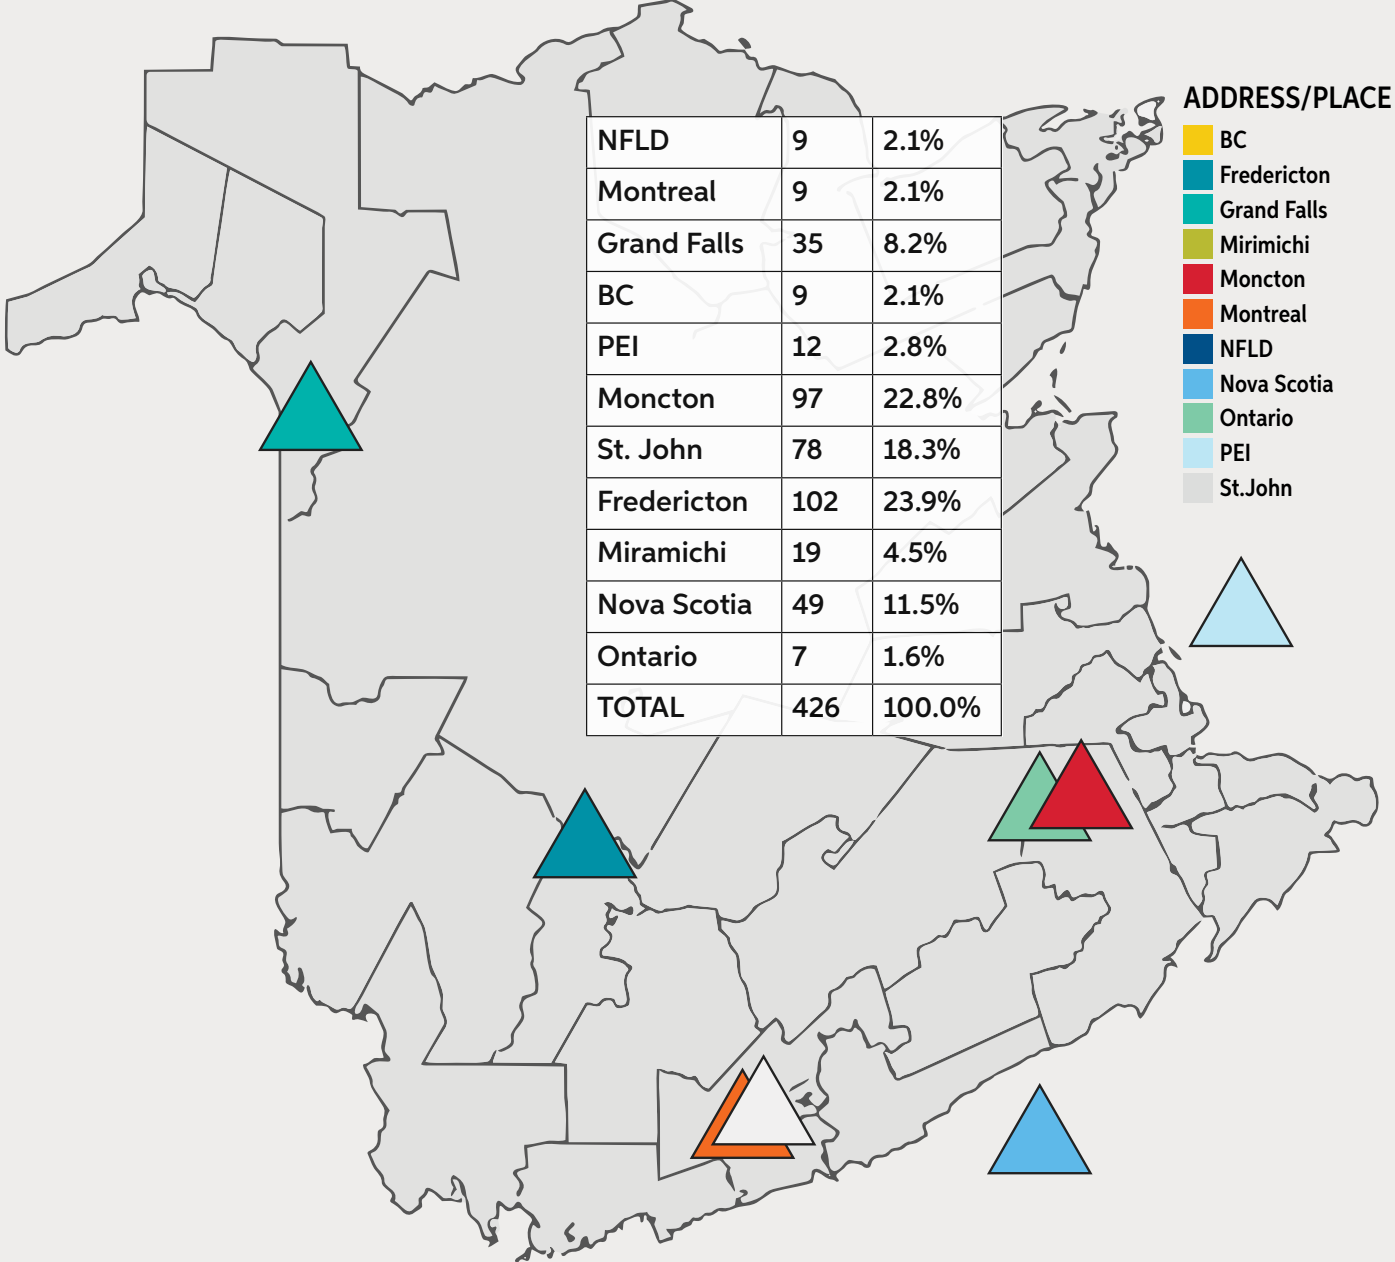 ADDRESS/PLACE
BC
Fredericton
Grand Falls
Mirimichi
Moncton
Montreal
NFLD
Nova Scotia
Ontario
PEI
St.John
NFLD 9 2.1%
Montreal 9 2.1%
Grand Falls 35 8.2%
BC 9 2.1%
PEI 12 2.8%
Moncton 97 22.8%
St. John 78 18.3%
Fredericton 102 23.9%
Miramichi 19 4.5%
Nova Scotia 49 11.5%
Ontario 7 1.6%
TOTAL 426 100.0%